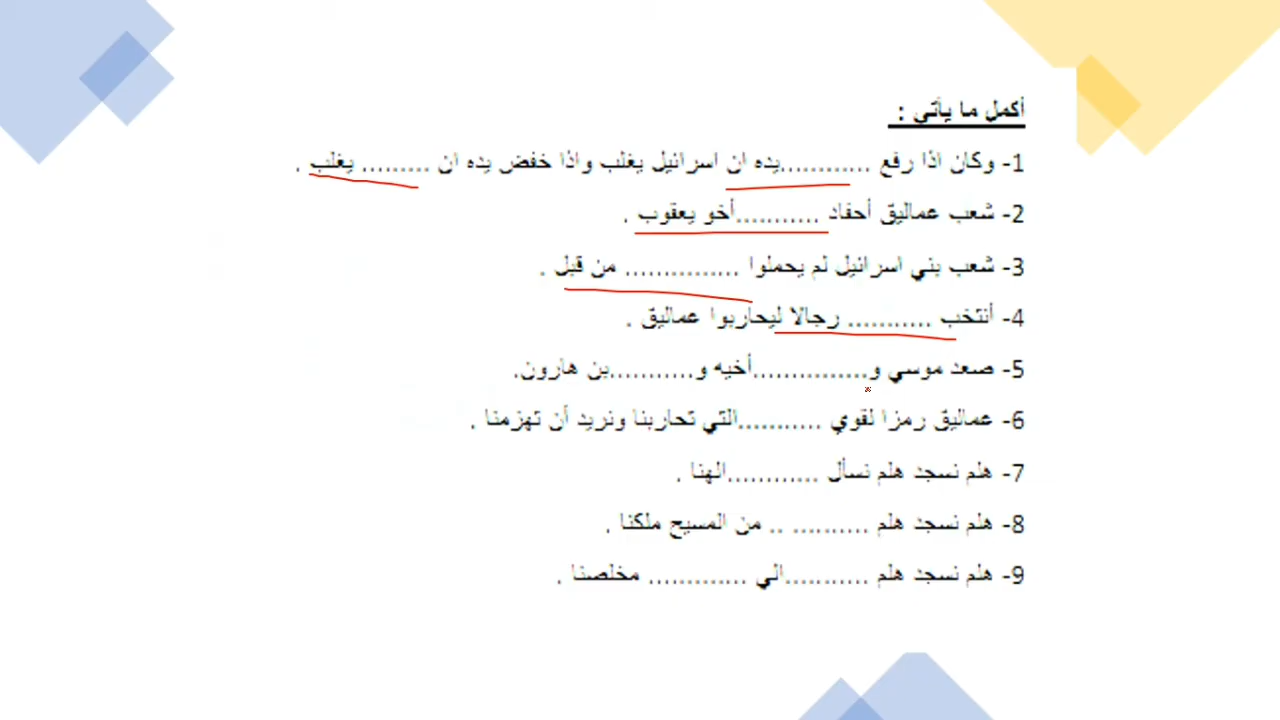 أكمل ما يأتي :
1- وكان اذا رفع ............يده ان اسرائيل يغلب واذا خفض يده ان ......... يغلب .
2- شعب عماليق أحفاد ...........أخو يعقوب .
3- شعب بني اسرائيل لم يحملوا ............... من قبل .
4- أنتخب ........... رجالا ليحاربوا عماليق .
5- صعد موسي و...............أخيه و...........بن هارون.
6- عماليق رمزا لقوي ...........التي تحاربنا ونريد أن تهزمنا .
7- هلم نسجد هلم نسأل ............الهنا .
8- هلم نسجد هلم .......... .. من المسيح ملكنا .
9- هلم نسجد هلم ...........الي ............. مخلصنا .